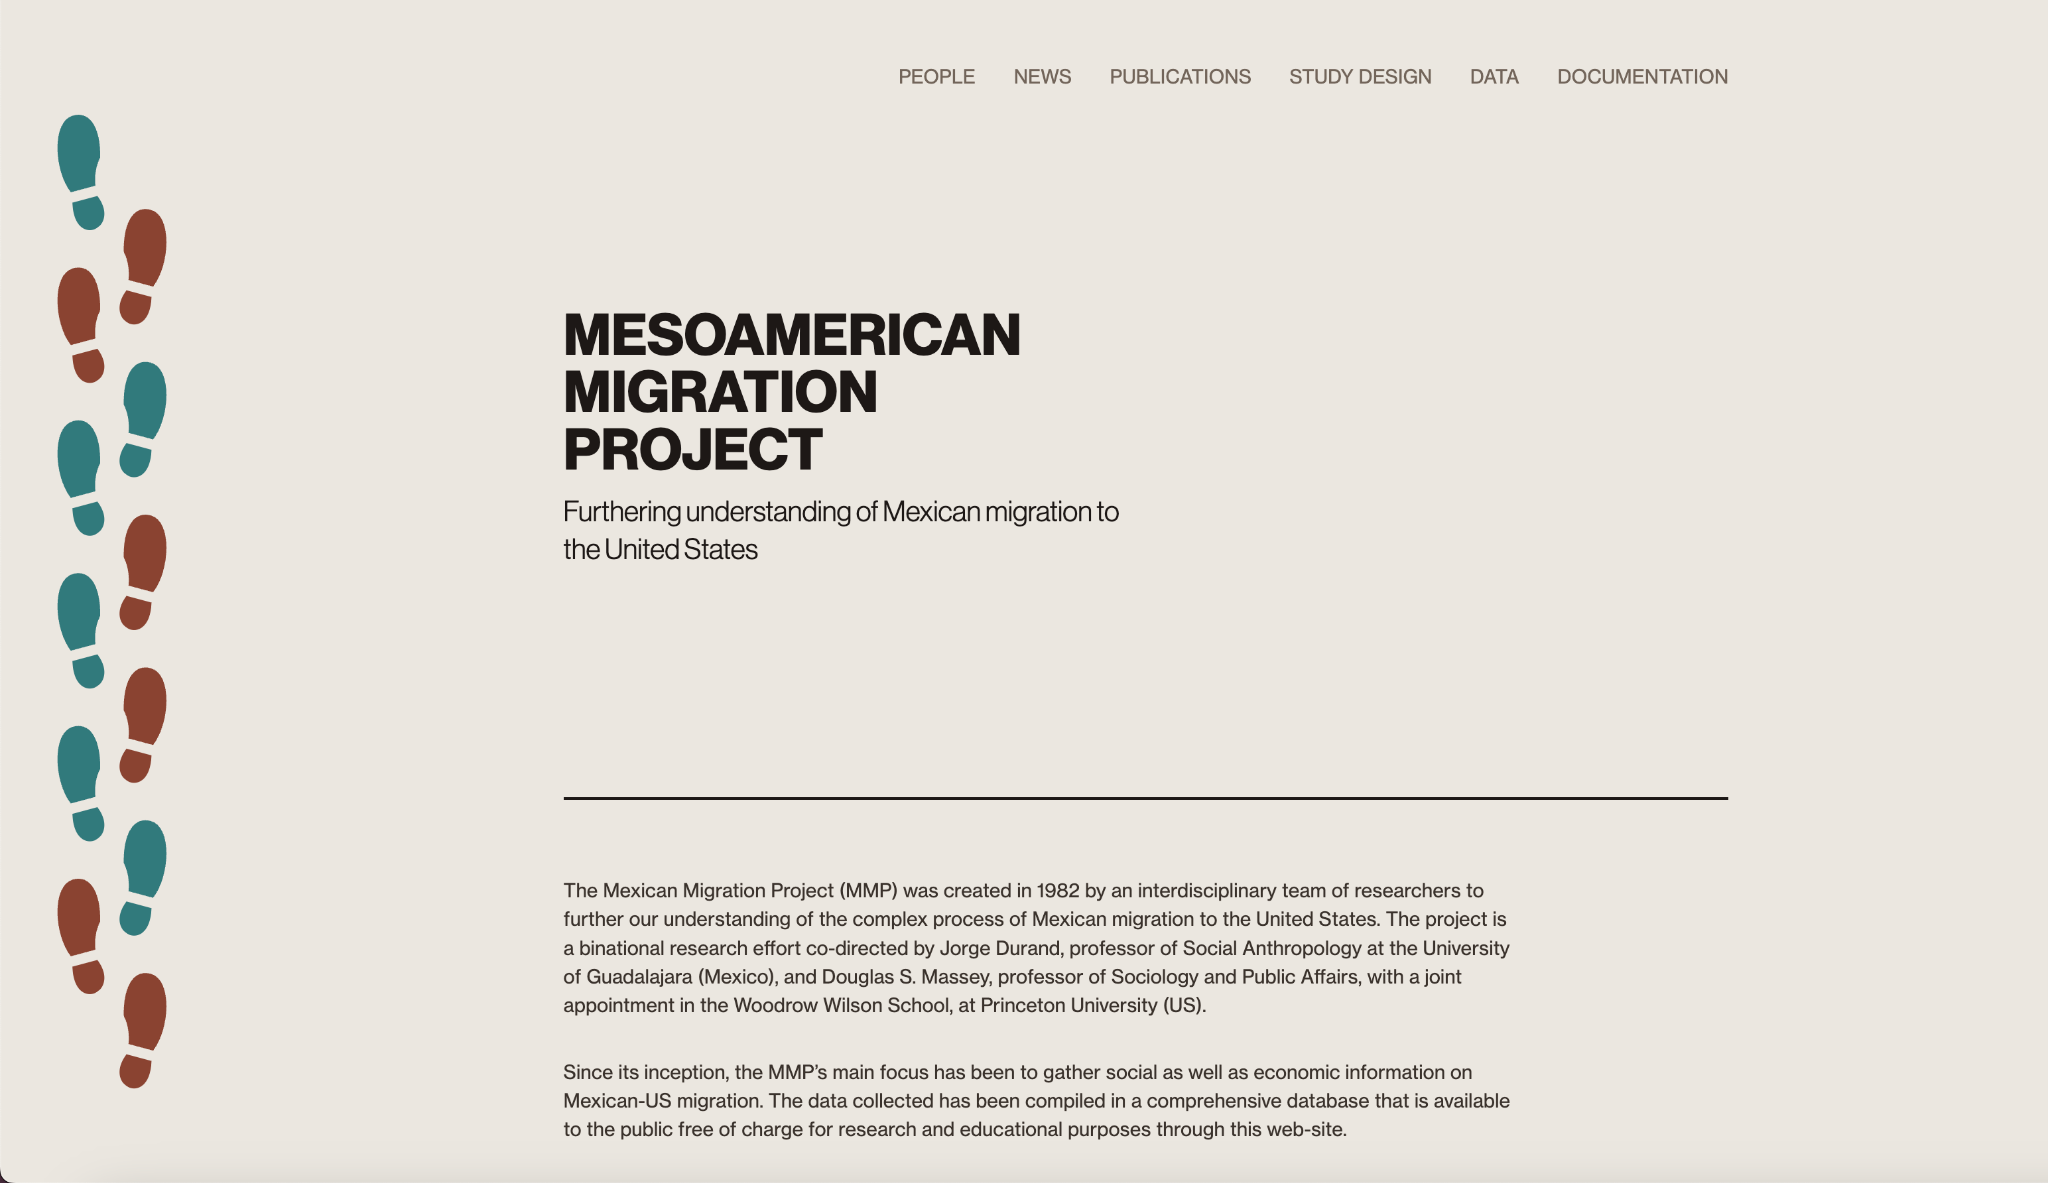 PEOPLE NEWS PUBLICATIONS STUDY DESIGN DATA DOCUMENTATION
MESOAMERICAN
MIGRATION
PROJECT
Furthering understanding of Mexican migration to
the United States
The Mexican Migration Project (MMP) was created in 1982 by an interdisciplinary team of researchers to
further our understanding of the complex process of Mexican migration to the United States. The project is
a binational research effort co-directed by Jorge Durand, professor of Social Anthropology at the University
of Guadalajara (Mexico), and Douglas S. Massey, professor of Sociology and Public Affairs, with a joint
appointment in the Woodrow Wilson School, at Princeton University (US).
Since its inception, the MMP’s main focus has been to gather social as well as economic information on
Mexican-US migration. The data collected has been compiled in a comprehensive database that is available
to the public free of charge for research and educational purposes through this web-site.